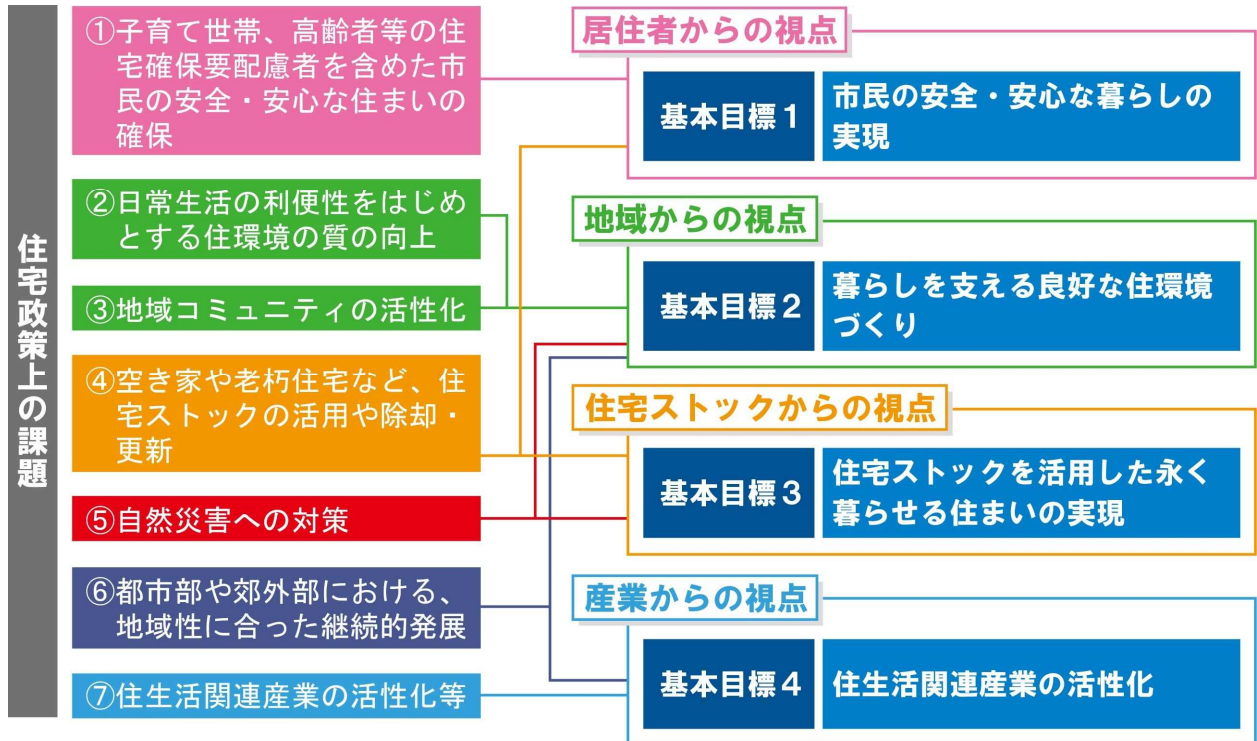 住宅政策上の課題
①子育て世帯、高齢者等の住
宅確保要配慮者を含めた市
民の安全・安心な住まいの
確保
②日常生活の利便性をはじめ
とする住環境の質の向上
③地域コミュニティの活性化
④空き家や老朽住宅など、住
宅ストックの活用や除却・
更新
⑤自然災害への対策
⑥都市部や郊外部における、
地域性に合った継続的発展
⑦住生活関連産業の活性化等
居住者からの視点
基本目標1
市民の安全・安心な暮らしの
実現
地域からの視点
基本目標2
暮らしを支える良好な住環境
づくり
住宅ストックからの視点
基本目標3
住宅ストックを活用した永く
暮らせる住まいの実現
産業からの視点
基本目標4
住生活関連産業の活性化